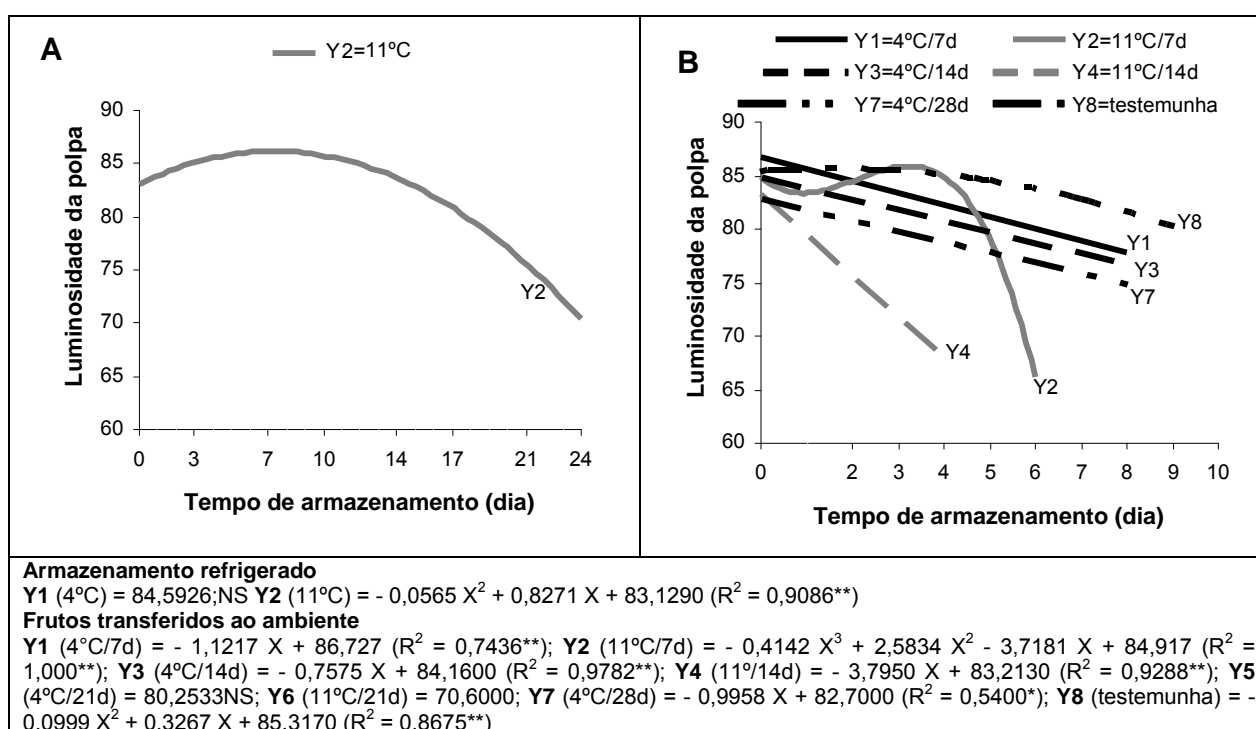 A
Y2=11ºC
Luminosidade da polpa
90
85
80
75
70
65
60
Y2
0 3 7 10 14 17 21 24
Tempo de armazenamento (dia)
B
Y1=4ºC/7d Y2=11ºC/7d
Y3=4ºC/14d Y4=11ºC/14d
Y7=4ºC/28d Y8=testemunha
Luminosidade da polpa
90
85
80
75
70
65
60
Y8
Y1
Y3
Y7
Y4
Y2
0 2 3 4 5 6 7 8 9 10
Tempo de armazenamento (dia)
Armazenamento refrigerado
Y1 (4ºC) = 84,5926;NS Y2 (11ºC) = - 0,0565 X² + 0,8271 X + 83,1290 (R² = 0,9086**)
Frutos transferidos ao ambiente
Y1 (4°C/7d) = - 1,1217 X + 86,727 (R² = 0,7436**); Y2 (11ºC/7d) = - 0,4142 X³ + 2,5834 X² - 3,7181 X + 84,917 (R² =
1,000**); Y3 (4ºC/14d) = - 0,7575 X + 84,1600 (R² = 0,9782**); Y4 (11º/14d) = - 3,7950 X + 83,2130 (R² = 0,9288**); Y5
(4ºC/21d) = 80,2533NS; Y6 (11ºC/21d) = 70,6000; Y7 (4ºC/28d) = - 0,9958 X + 82,7000 (R² = 0,5400*); Y8 (testemunha) = -
0,0999 X² + 0,3267 X + 85,3170 (R² = 0,8675**)